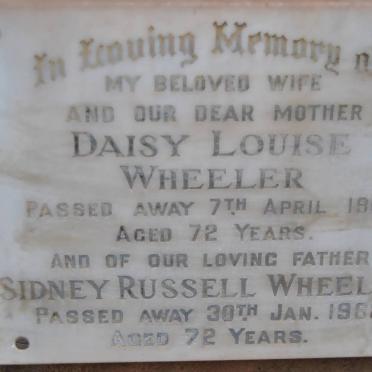 In Loving Memory
MY BELOVED WIFE
AND OUR DEAR MOTHER
DAISY LOUISE
WHEELER
PASSED AWAY 7TH APRIL
AGED 72 YEARS.
AND OF OUR LOVING FATHER
SIDNEY RUSSELL
PASSED AWAY 30TH JAN.
AGED 72 YEARS.